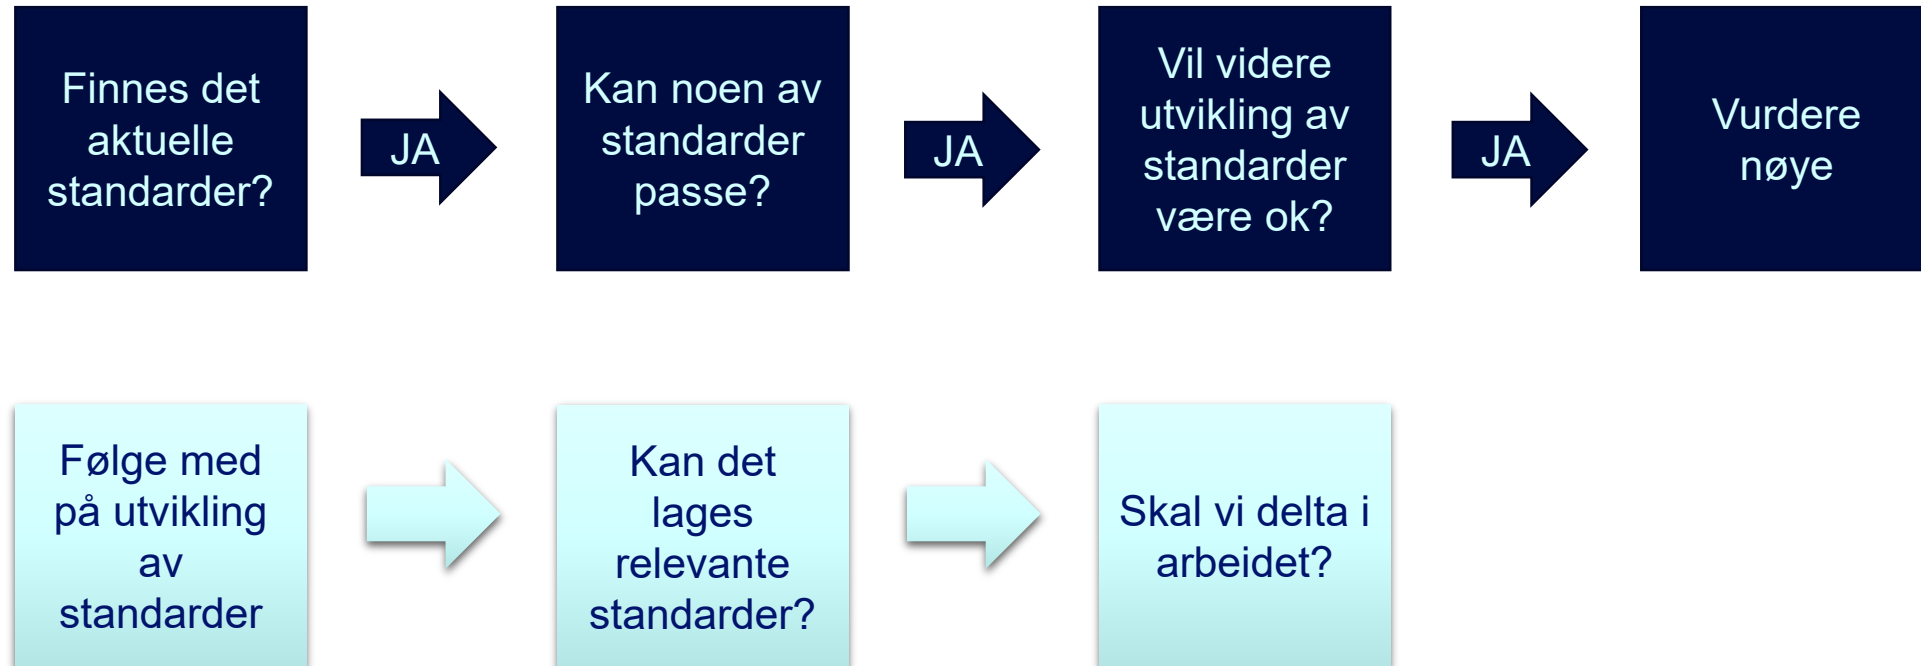 Finnes det
aktuelle
standarder?
JA
Kan noen av
standarder
passe?
JA
Vil videre
utvikling av
standarder
være ok?
JA
Vurdere
nøye
Følge med
på utvikling
av
standarder
Kan det
lages
relevante
standarder?
Skal vi delta i
arbeidet?